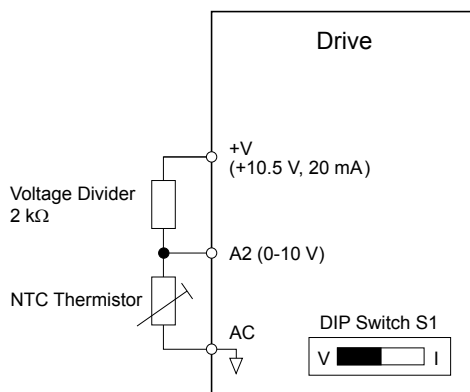 Drive
+V
(+10.5 V, 20 mA)
Voltage Divider
2 kΩ
A2 (0-10 V)
NTC Thermistor
AC
DIP Switch S1
V I